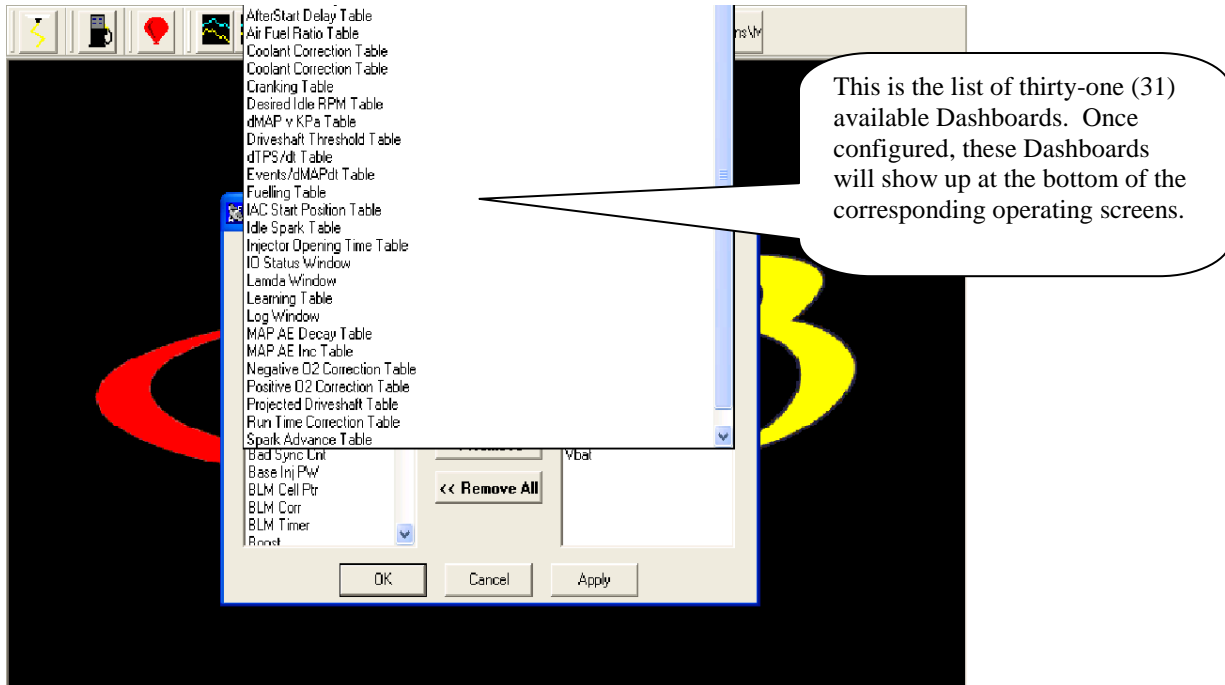 AfterStart Delay Table
Air Fuel Ratio Table
Coolant Correction Table
Coolant Correction Table
Cranking Table
Desired Idle RPM Table
dMAP v KPa Table
Driveshaft Threshold Table
dTPS/dt Table
Events/dMAPdt Table
Fuelling Table
IAC Start Position Table
Idle Spark Table
Injector Opening Time Table
IO Status Window
Lamda Window
Learning Table
Log Window
MAP AE Decay Table
MAP AE Inc Table
Negative O2 Correction Table
Positive O2 Correction Table
Projected Driveshaft Table
Run Time Correction Table
Spark Advance Table
Bad Sync Cnt
Base Inj PW
BLM Cell Ptr
BLM Corr
BLM Timer
Boost
<< Remove All
Vbat
OK Cancel Apply
This is the list of thirty-one (31)
available Dashboards. Once
configured, these Dashboards
will show up at the bottom of the
corresponding operating screens.